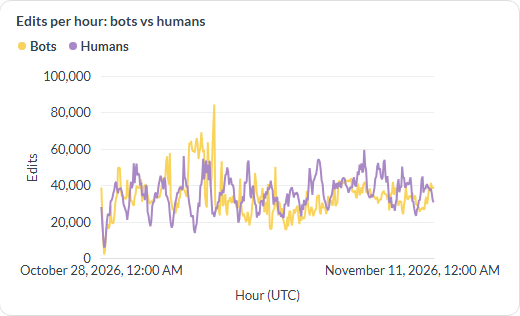 Edits per hour: bots vs humans
Bots Humans
100,000
80,000
60,000
40,000
20,000
0
Edits
October 28, 2026, 12:00 AM November 11, 2026, 12:00 AM
Hour (UTC)